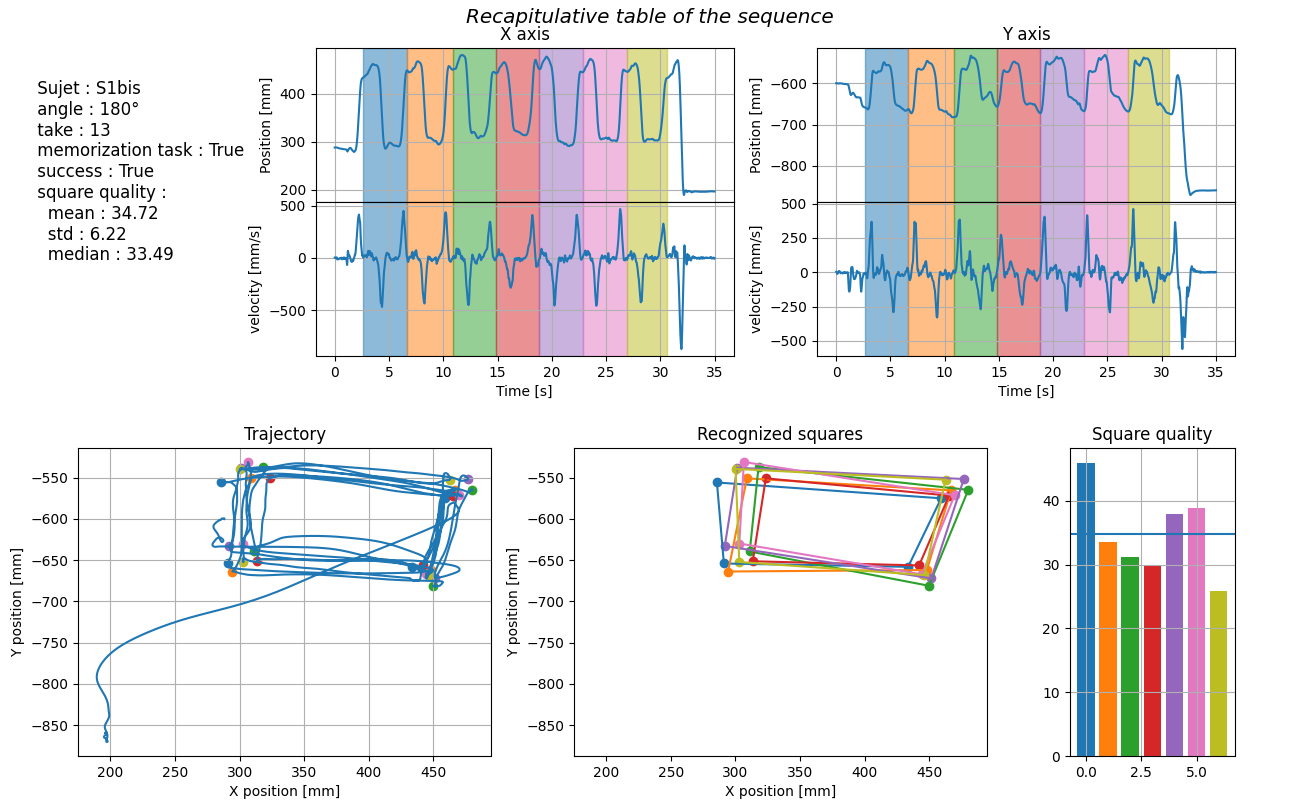 Recapitulative table of the sequence
Sujet : S1bis
angle : 180°
take : 13
memorization task : True
success : True
square quality :
mean : 34.72
std : 6.22
median : 33.49
X axis
Position [mm]
400
300
200
velocity [mm/s]
500
0
−500
0 5 10 15 20 25 30 35
Time [s]
Y axis
Position [mm]
−600
−700
−800
velocity [mm/s]
500
250
0
−250
−500
0 5 10 15 20 25 30 35
Time [s]
Trajectory
Y position [mm]
−550
−600
−650
−700
−750
−800
−850
200 250 300 350 400 450
X position [mm]
Recognized squares
Y position [mm]
−550
−600
−650
−700
−750
−800
−850
200 250 300 350 400 450
X position [mm]
Square quality
40
30
20
10
0
0.0 2.5 5.0